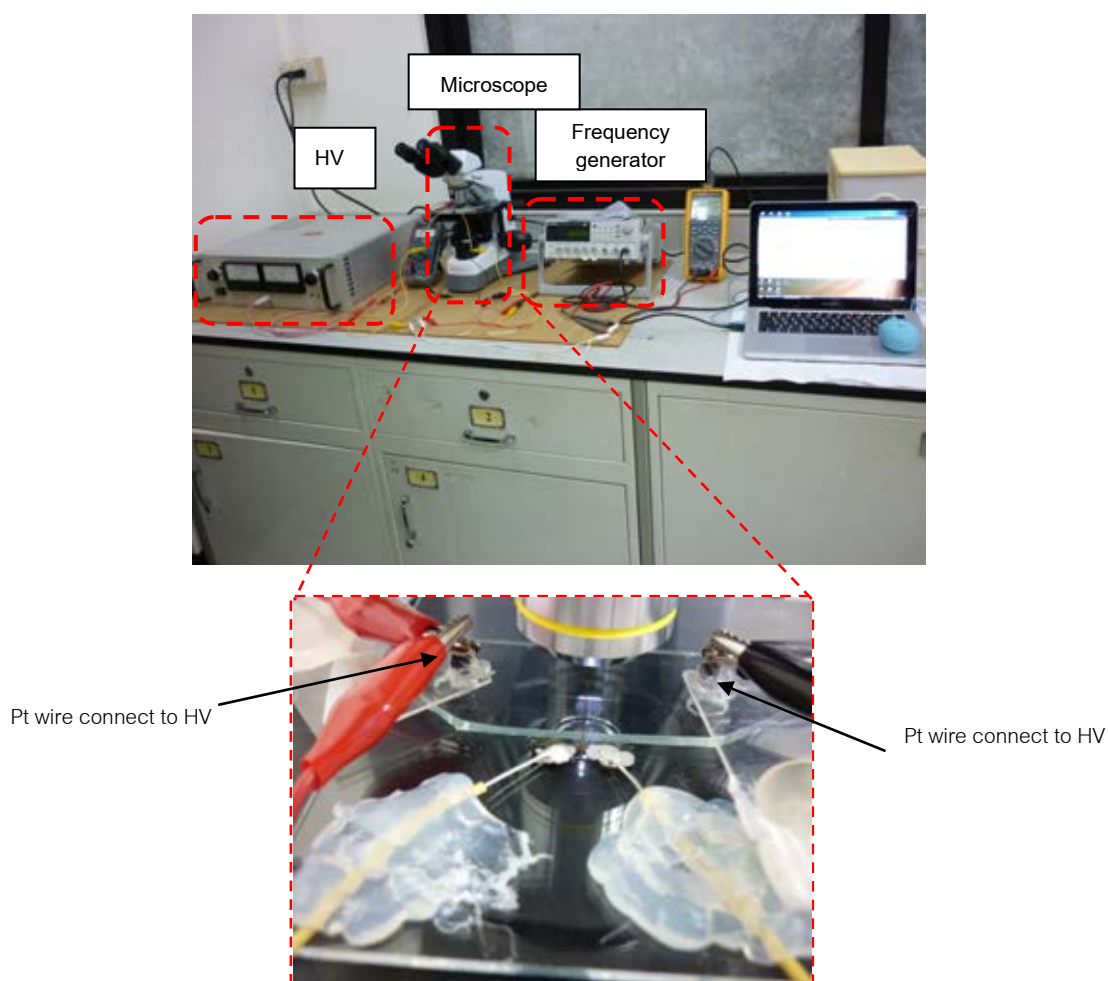 Microscope
Frequency
generator
HV
Pt wire connect to HV
Pt wire connect to HV